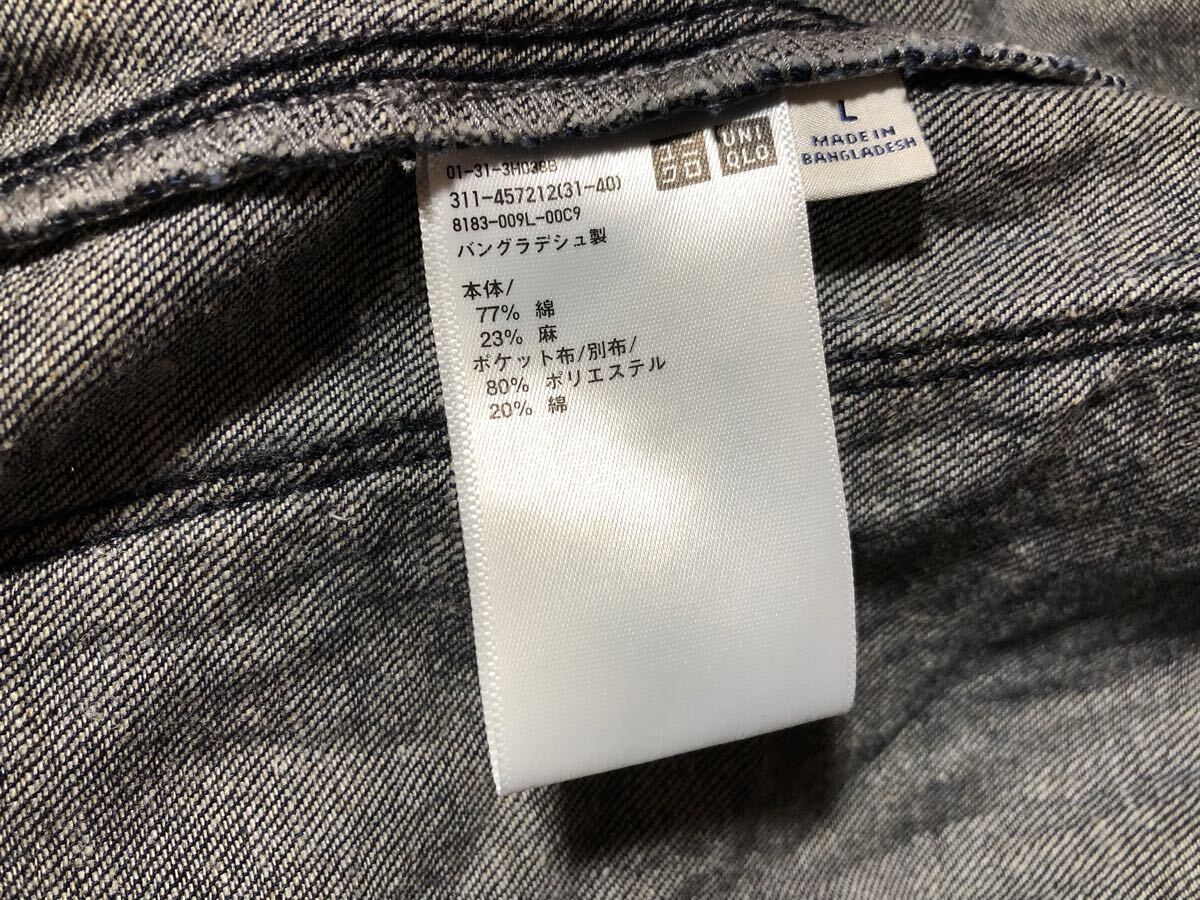 01-31-3H03BB
311-457212(31-40)
8183-009L-00C9
バングラデシュ製
本体/
77% 綿
23% 麻
ポケット布/別布/
80% ポリエステル
20% 綿
ユニ
クロ
UNI
QLO
L
MADE IN
BANGLADESH